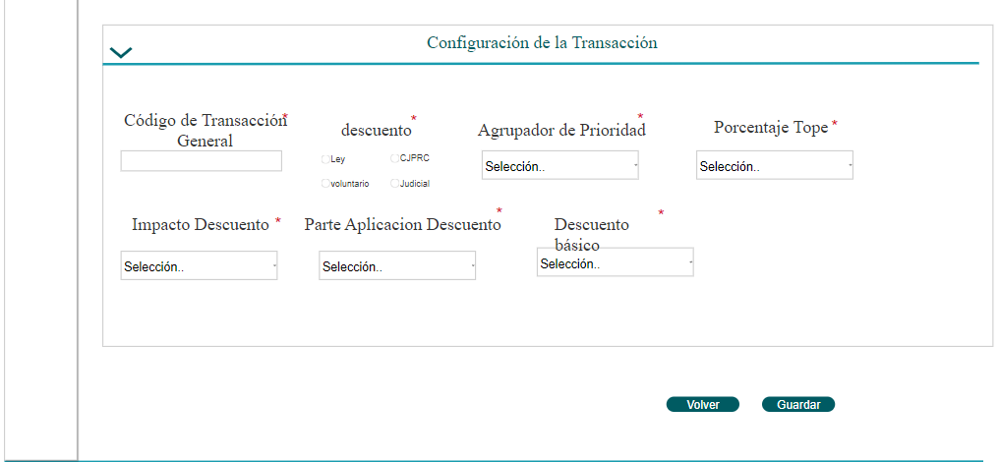 Configuración de la Transacción
Código de Transacción*
General
descuento *
Agrupador de Prioridad *
Porcentaje Tope *
Ley
CJPRC
voluntario
Judicial
Selección..
Selección..
Impacto Descuento *
Parte Aplicacion Descuento *
Descuento *
básico
Selección..
Selección..
Selección..
Volver
Guardar